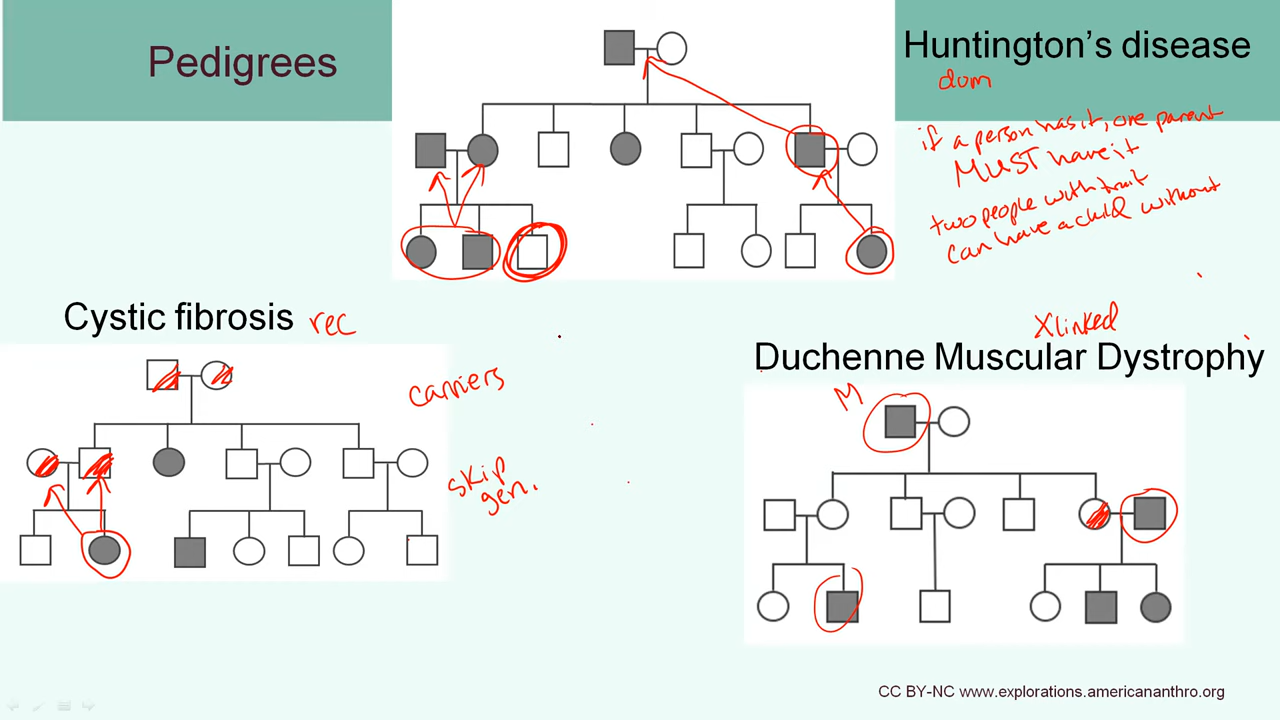 Pedigrees
Huntington's disease
dom
if a person has it, one parent
MUST have it
two people with trait
can have a child without
Cystic fibrosis rec
carriers
skip
gen.
Xlinked
Duchenne Muscular Dystrophy
M
CC BY-NC www.explorations.americananthro.org